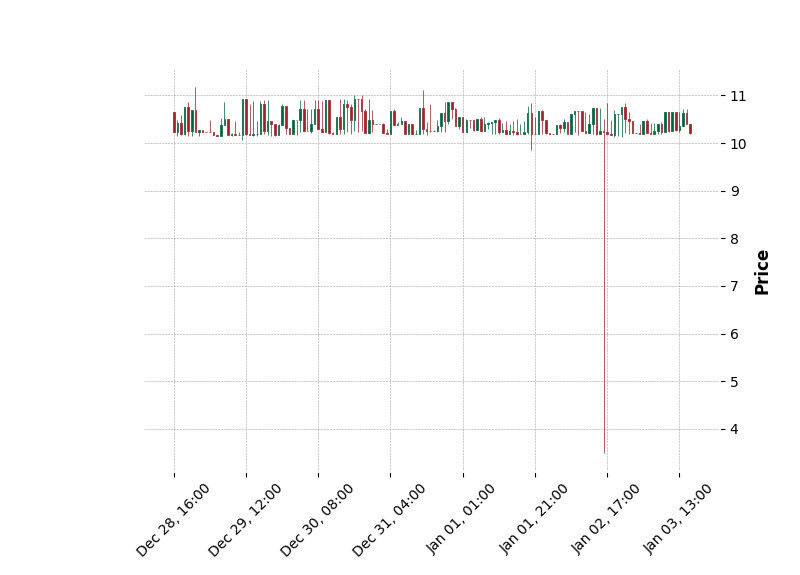 11
10
9
8
7
6
5
4
Price
Dec 28, 16:00
Dec 29, 12:00
Dec 30, 08:00
Dec 31, 04:00
Jan 01, 01:00
Jan 01, 21:00
Jan 02, 17:00
Jan 03, 13:00